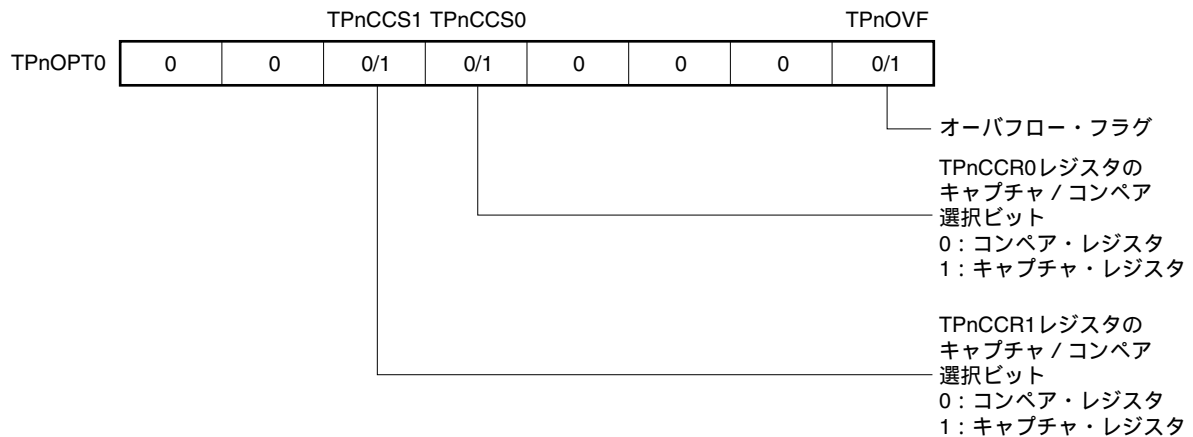 TPnCCS1 TPnCCS0 TPnOVF
TPnOPT0 0 0 0/1 0/1 0 0 0 0/1
オーバフロー・フラグ
TPnCCR0レジスタの
キャプチャ／コンペア
選択ビット
0：コンペア・レジスタ
1：キャプチャ・レジスタ
TPnCCR1レジスタの
キャプチャ／コンペア
選択ビット
0：コンペア・レジスタ
1：キャプチャ・レジスタ